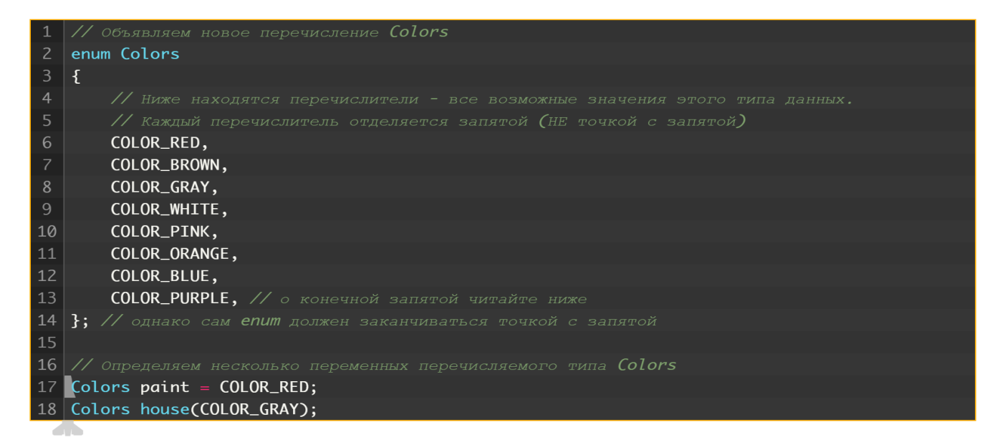 1 // Объявляем новое перечисление Colors
2 enum Colors
3 {
4     // Ниже находятся перечислители - все возможные значения этого типа данных.
5     // Каждый перечислитель отделяется запятой (НЕ точкой с запятой)
6     COLOR_RED,
7     COLOR_BROWN,
8     COLOR_GRAY,
9     COLOR_WHITE,
10     COLOR_PINK,
11     COLOR_ORANGE,
12     COLOR_BLUE,
13     COLOR_PURPLE, // о конечной запятой читайте ниже
14 }; // однако сам enum должен заканчиваться точкой с запятой
15
16 // Определяем несколько переменных перечисляемого типа Colors
17 Colors paint = COLOR_RED;
18 Colors house(COLOR_GRAY);